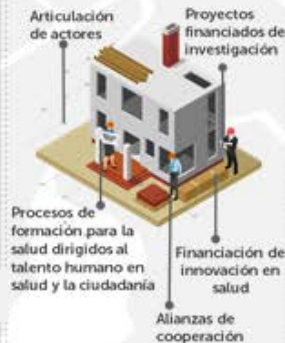 Articulación
de actores
Proyectos
financiados de
investigación
Procesos de
formación para la
salud dirigidos al
talento humano en
salud y la ciudadanía
Financiación de
innovación en
salud
Alianzas de
cooperación